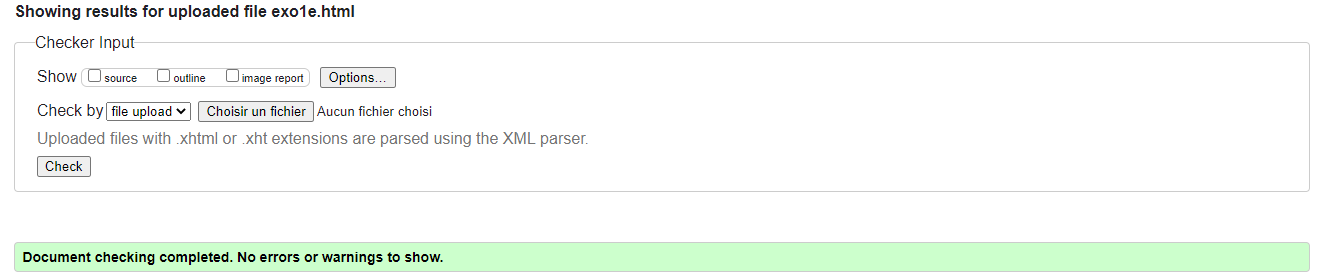 Showing results for uploaded file exo1e.html
Checker Input
Show source outline image report Options...
Check by file upload Choisir un fichier Aucun fichier choisi
Uploaded files with .xhtml or .xht extensions are parsed using the XML parser.
Check
Document checking completed. No errors or warnings to show.